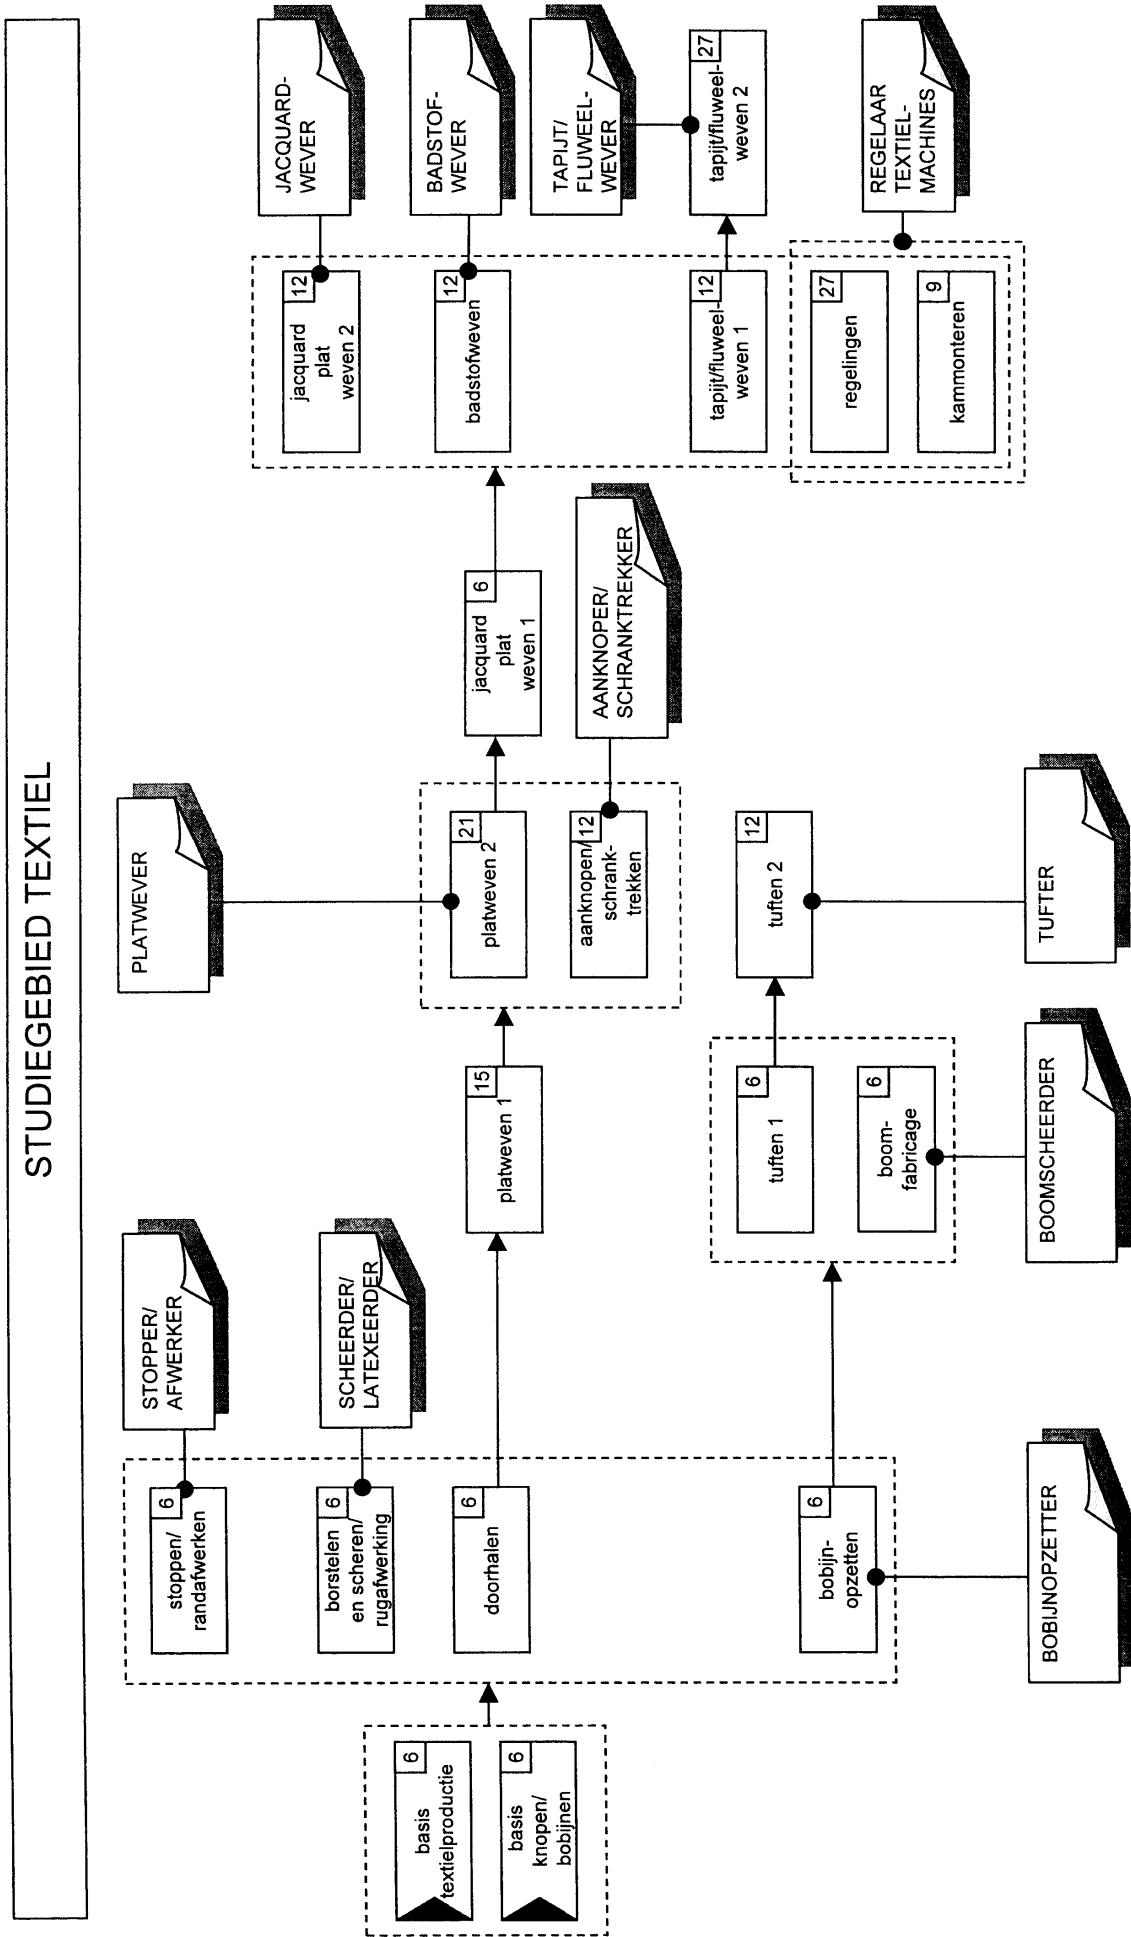 STUDIEGEBIED TEXTIEL
basis
textielproductie
6
basis
knopen/
bobijnen
6
stoppen/
randafwerken
6
STOPPER/
AFWERKER
borstelen
en scheren/
rugafwerking
6
SCHEERDER/
LATEXEERDER
doorhalen
6
bobijn-
opzetten
6
BOBIJNOPZETTER
platweven 1
15
tuften 1
6
boom-
fabricage
6
BOOMSCHEERDER
PLATWEVER
platweven 2
21
aanknopen/
schrank-
trekken
12
AANKNOPER/
SCHRANKTREKKER
tuften 2
12
TUFTER
jacquard
plat
weven 1
6
jacquard
plat
weven 2
12
JACQUARD-
WEVER
badstofweven
12
BADSTOF-
WEVER
tapijt/fluweel-
weven 1
12
TAPIJT/
FLUWEEL-
WEVER
tapijt/fluweel-
weven 2
27
regelingen
27
kammonteren
9
REGELAAR
TEXTIEL-
MACHINES